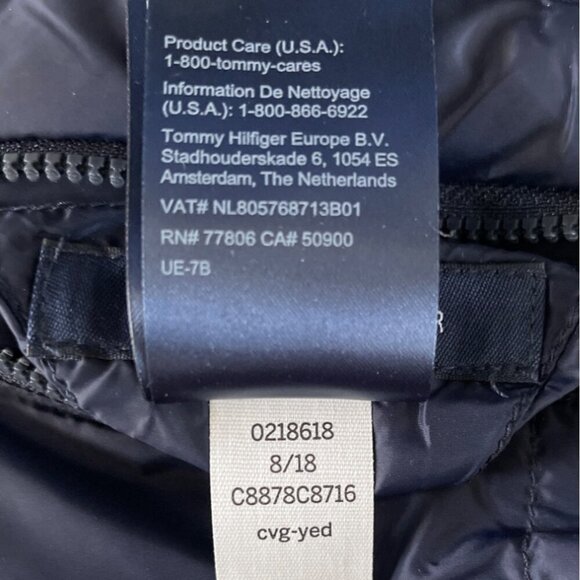 Product Care (U.S.A.):
1-800-tommy-cares
Information De Nettoyage
(U.S.A.): 1-800-866-6922
Tommy Hilfiger Europe B.V.
Stadhouderskade 6, 1054 ES
Amsterdam, The Netherlands
VAT# NL805768713B01
RN# 77806 CA# 50900
UE-7B
R
0218618
8/18
C8878C8716
cvg-yed